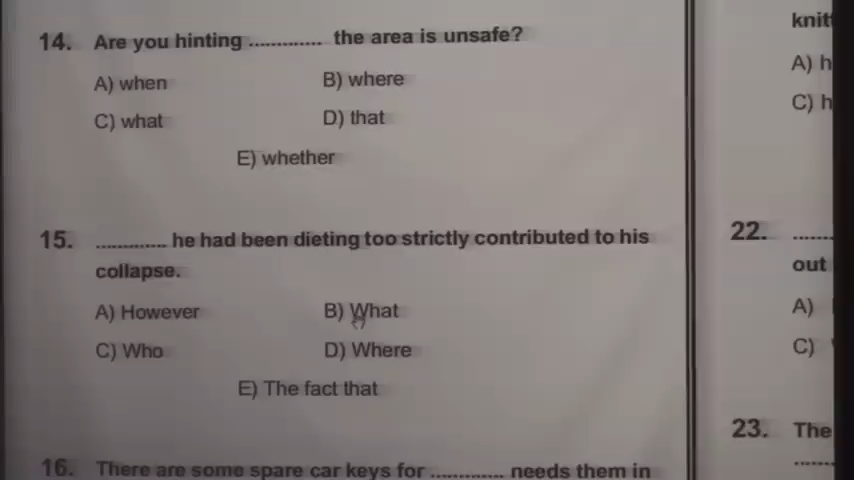 14. Are you hinting ............. the area is unsafe?
A) when B) where
C) what D) that
E) whether
15. ............. he had been dieting too strictly contributed to his
collapse.
A) However B) What
C) Who D) Where
E) The fact that
16. There are some spare car keys for ............. needs them in
A) h
C) h
22. .......
out
A)
C)
23. The
.......